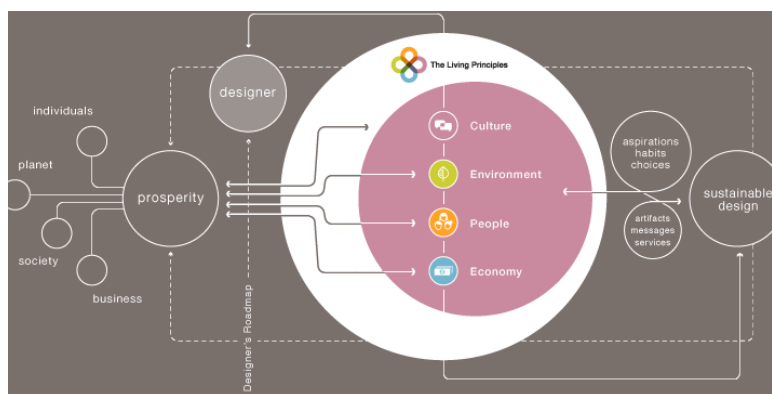 The Living Principles
designer
Culture
individuals
aspirations
habits
choices
planet
Environment
prosperity
sustainable
design
People
artifacts
messages
services
society
Economy
business
Designer's Roadmap